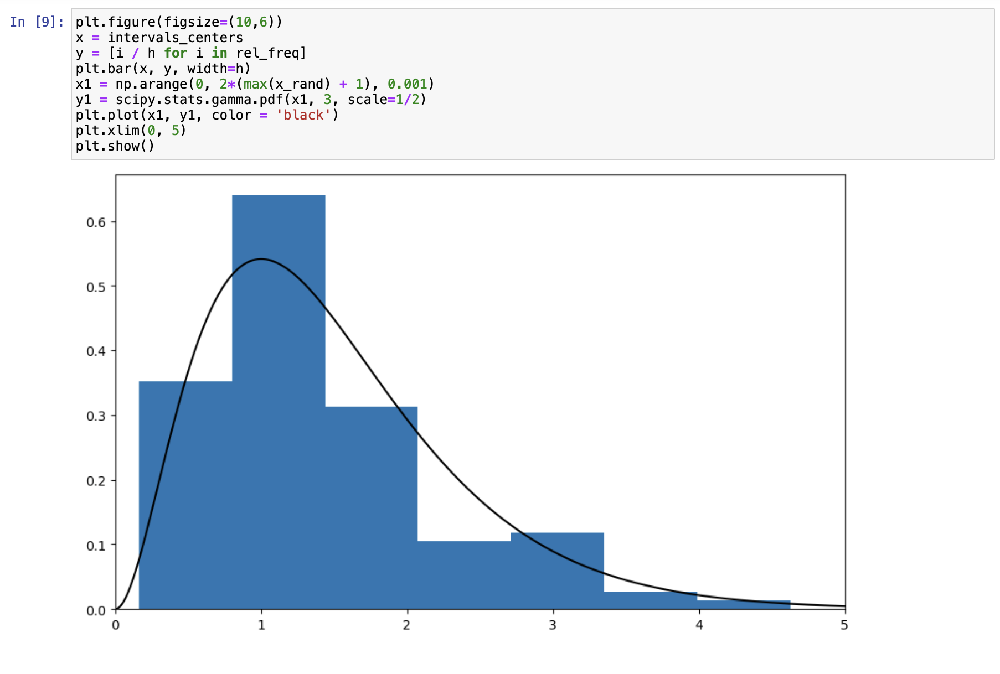 In [9]:
plt.figure(figsize=(10,6))
x = intervals_centers
y = [i / h for i in rel_freq]
plt.bar(x, y, width=h)
x1 = np.arange(0, 2*(max(x_rand) + 1), 0.001)
y1 = scipy.stats.gamma.pdf(x1, 3, scale=1/2)
plt.plot(x1, y1, color = 'black')
plt.xlim(0, 5)
plt.show()
0.6
0.5
0.4
0.3
0.2
0.1
0.0
0 1 2 3 4 5